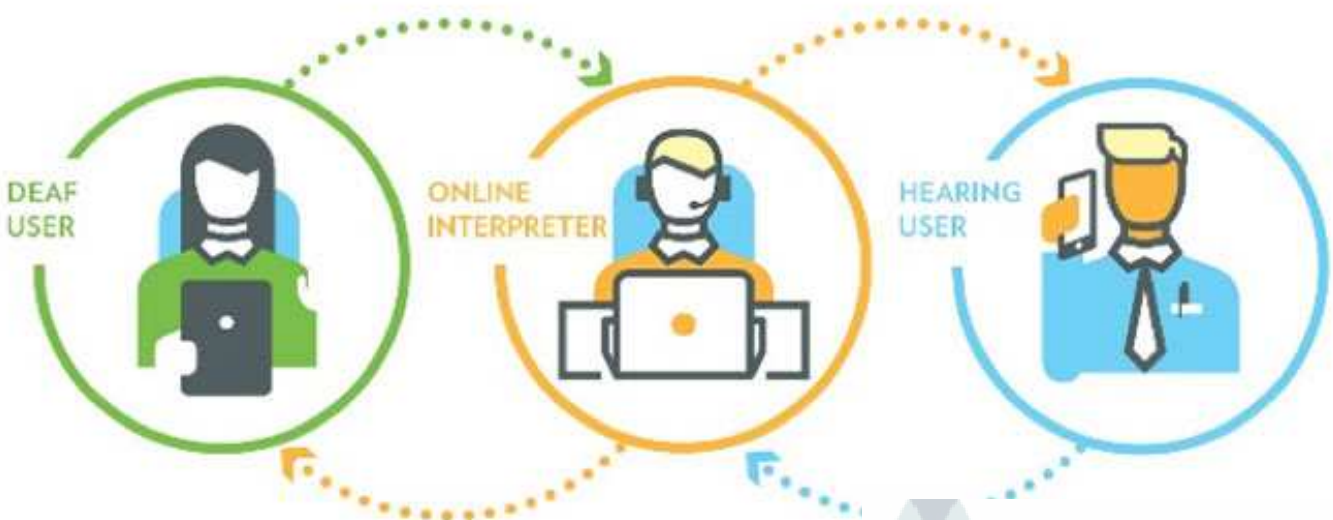 DEAF
USER
ONLINE
INTERPRETER
HEARING
USER